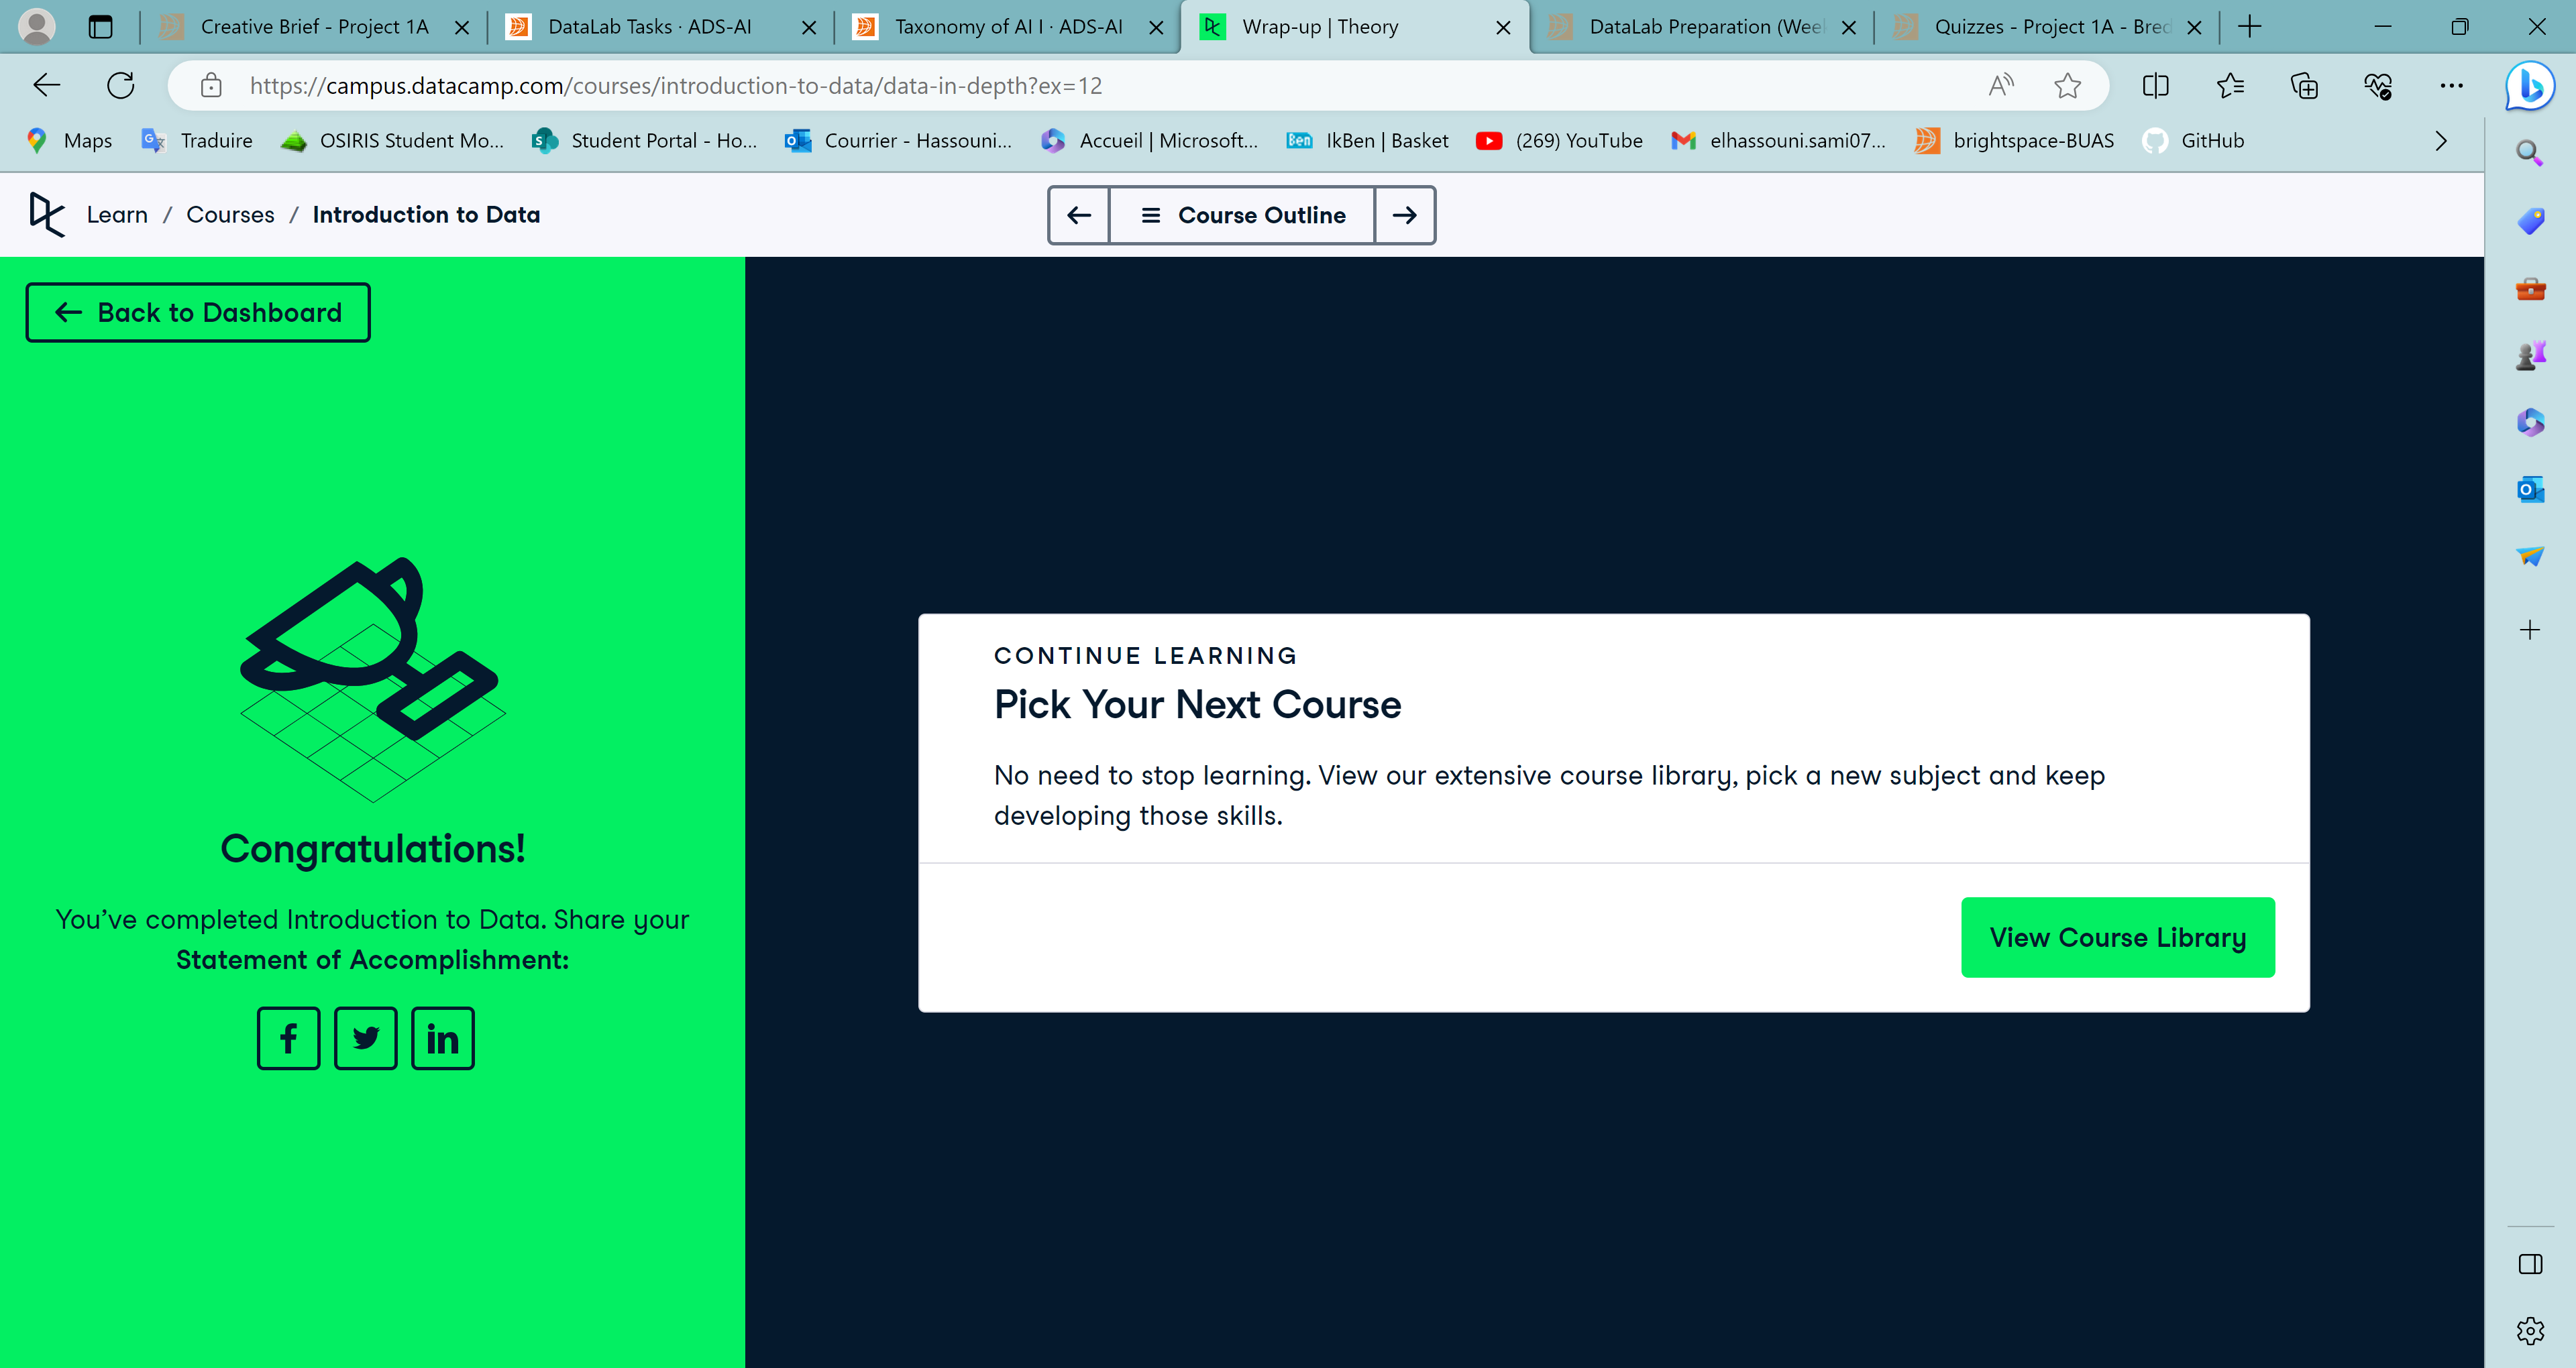 Creative Brief - Project 1A
DataLab Tasks · ADS-AI
Taxonomy of AI I · ADS-AI
Wrap-up | Theory
DataLab Preparation (Wee
Quizzes - Project 1A - Bred
https://campus.datacamp.com/courses/introduction-to-data/data-in-depth?ex=12
Maps
Traduire
OSIRIS Student Mo...
Student Portal - Ho...
Courrier - Hassouni...
Accueil | Microsoft...
Ben
IkBen | Basket
(269) YouTube
elhassouni.sami07...
brightspace-BUAS
GitHub
Learn / Courses / Introduction to Data
Course Outline
Back to Dashboard
Congratulations!
You've completed Introduction to Data. Share your
Statement of Accomplishment:
CONTINUE LEARNING
Pick Your Next Course
No need to stop learning. View our extensive course library, pick a new subject and keep
developing those skills.
View Course Library